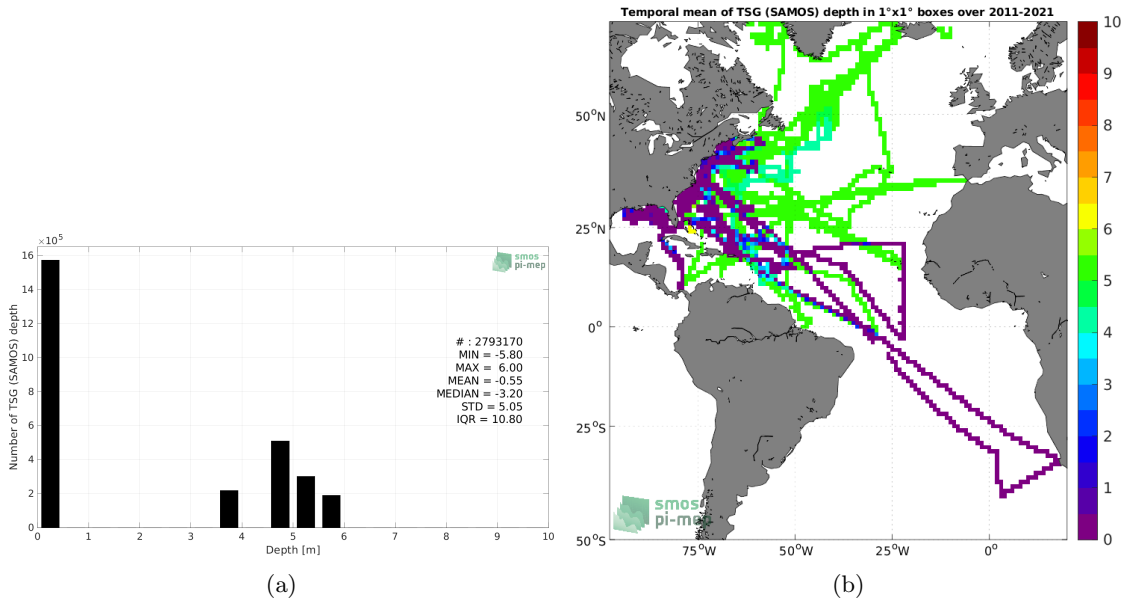 Temporal mean of TSG (SAMOS) depth in 1°x1° boxes over 2011-2021
×10⁵
16
14
12
10
8
6
4
2
0
Number of TSG (SAMOS) depth
0 1 2 3 4 5 6 7 8 9 10
Depth [m]
smos
pi-mep
# : 2793170
MIN = -5.80
MAX = 6.00
MEAN = -0.55
MEDIAN = -3.20
STD = 5.05
IQR = 10.80
(a)
50°N
25°N
0°
25°S
50°S
75°W 50°W 25°W 0°
smos
pi-mep
10
9
8
7
6
5
4
3
2
1
0
(b)